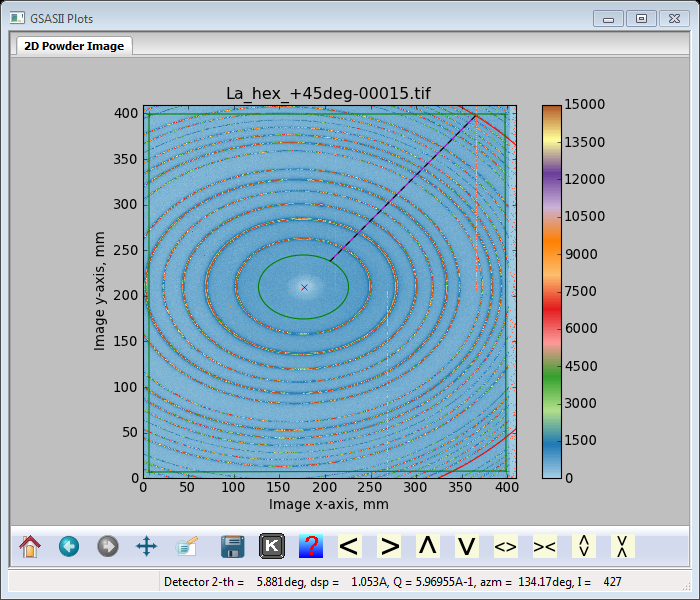 GSASII Plots
2D Powder Image
La_hex_+45deg-00015.tif
400
350
300
250
200
150
100
50
0
Image y-axis, mm
0 50 100 150 200 250 300 350 400
Image x-axis, mm
15000
13500
12000
10500
9000
7500
6000
4500
3000
1500
0
K ? < > Λ V <> >< 
Detector 2-th = 5.881deg, dsp = 1.053A, Q = 5.96955A-1, azm = 134.17deg, I = 427